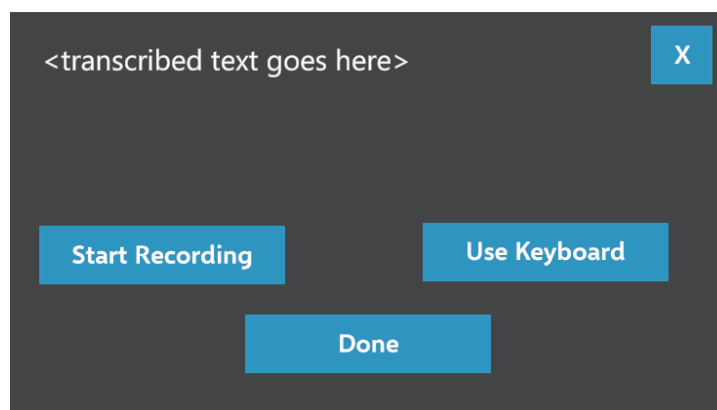 <transcribed text goes here>
X
Start Recording
Use Keyboard
Done